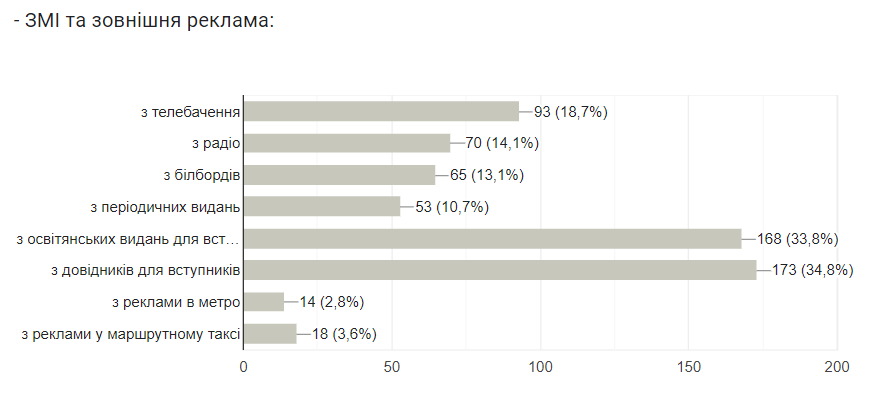 - ЗМІ та зовнішня реклама:
з телебачення 93 (18,7%)
з радіо 70 (14,1%)
з білбордів 65 (13,1%)
з періодичних видань 53 (10,7%)
з освітянських видань для вст… 168 (33,8%)
з довідників для вступників 173 (34,8%)
з реклами в метро 14 (2,8%)
з реклами у маршрутному таксі 18 (3,6%)
0 50 100 150 200